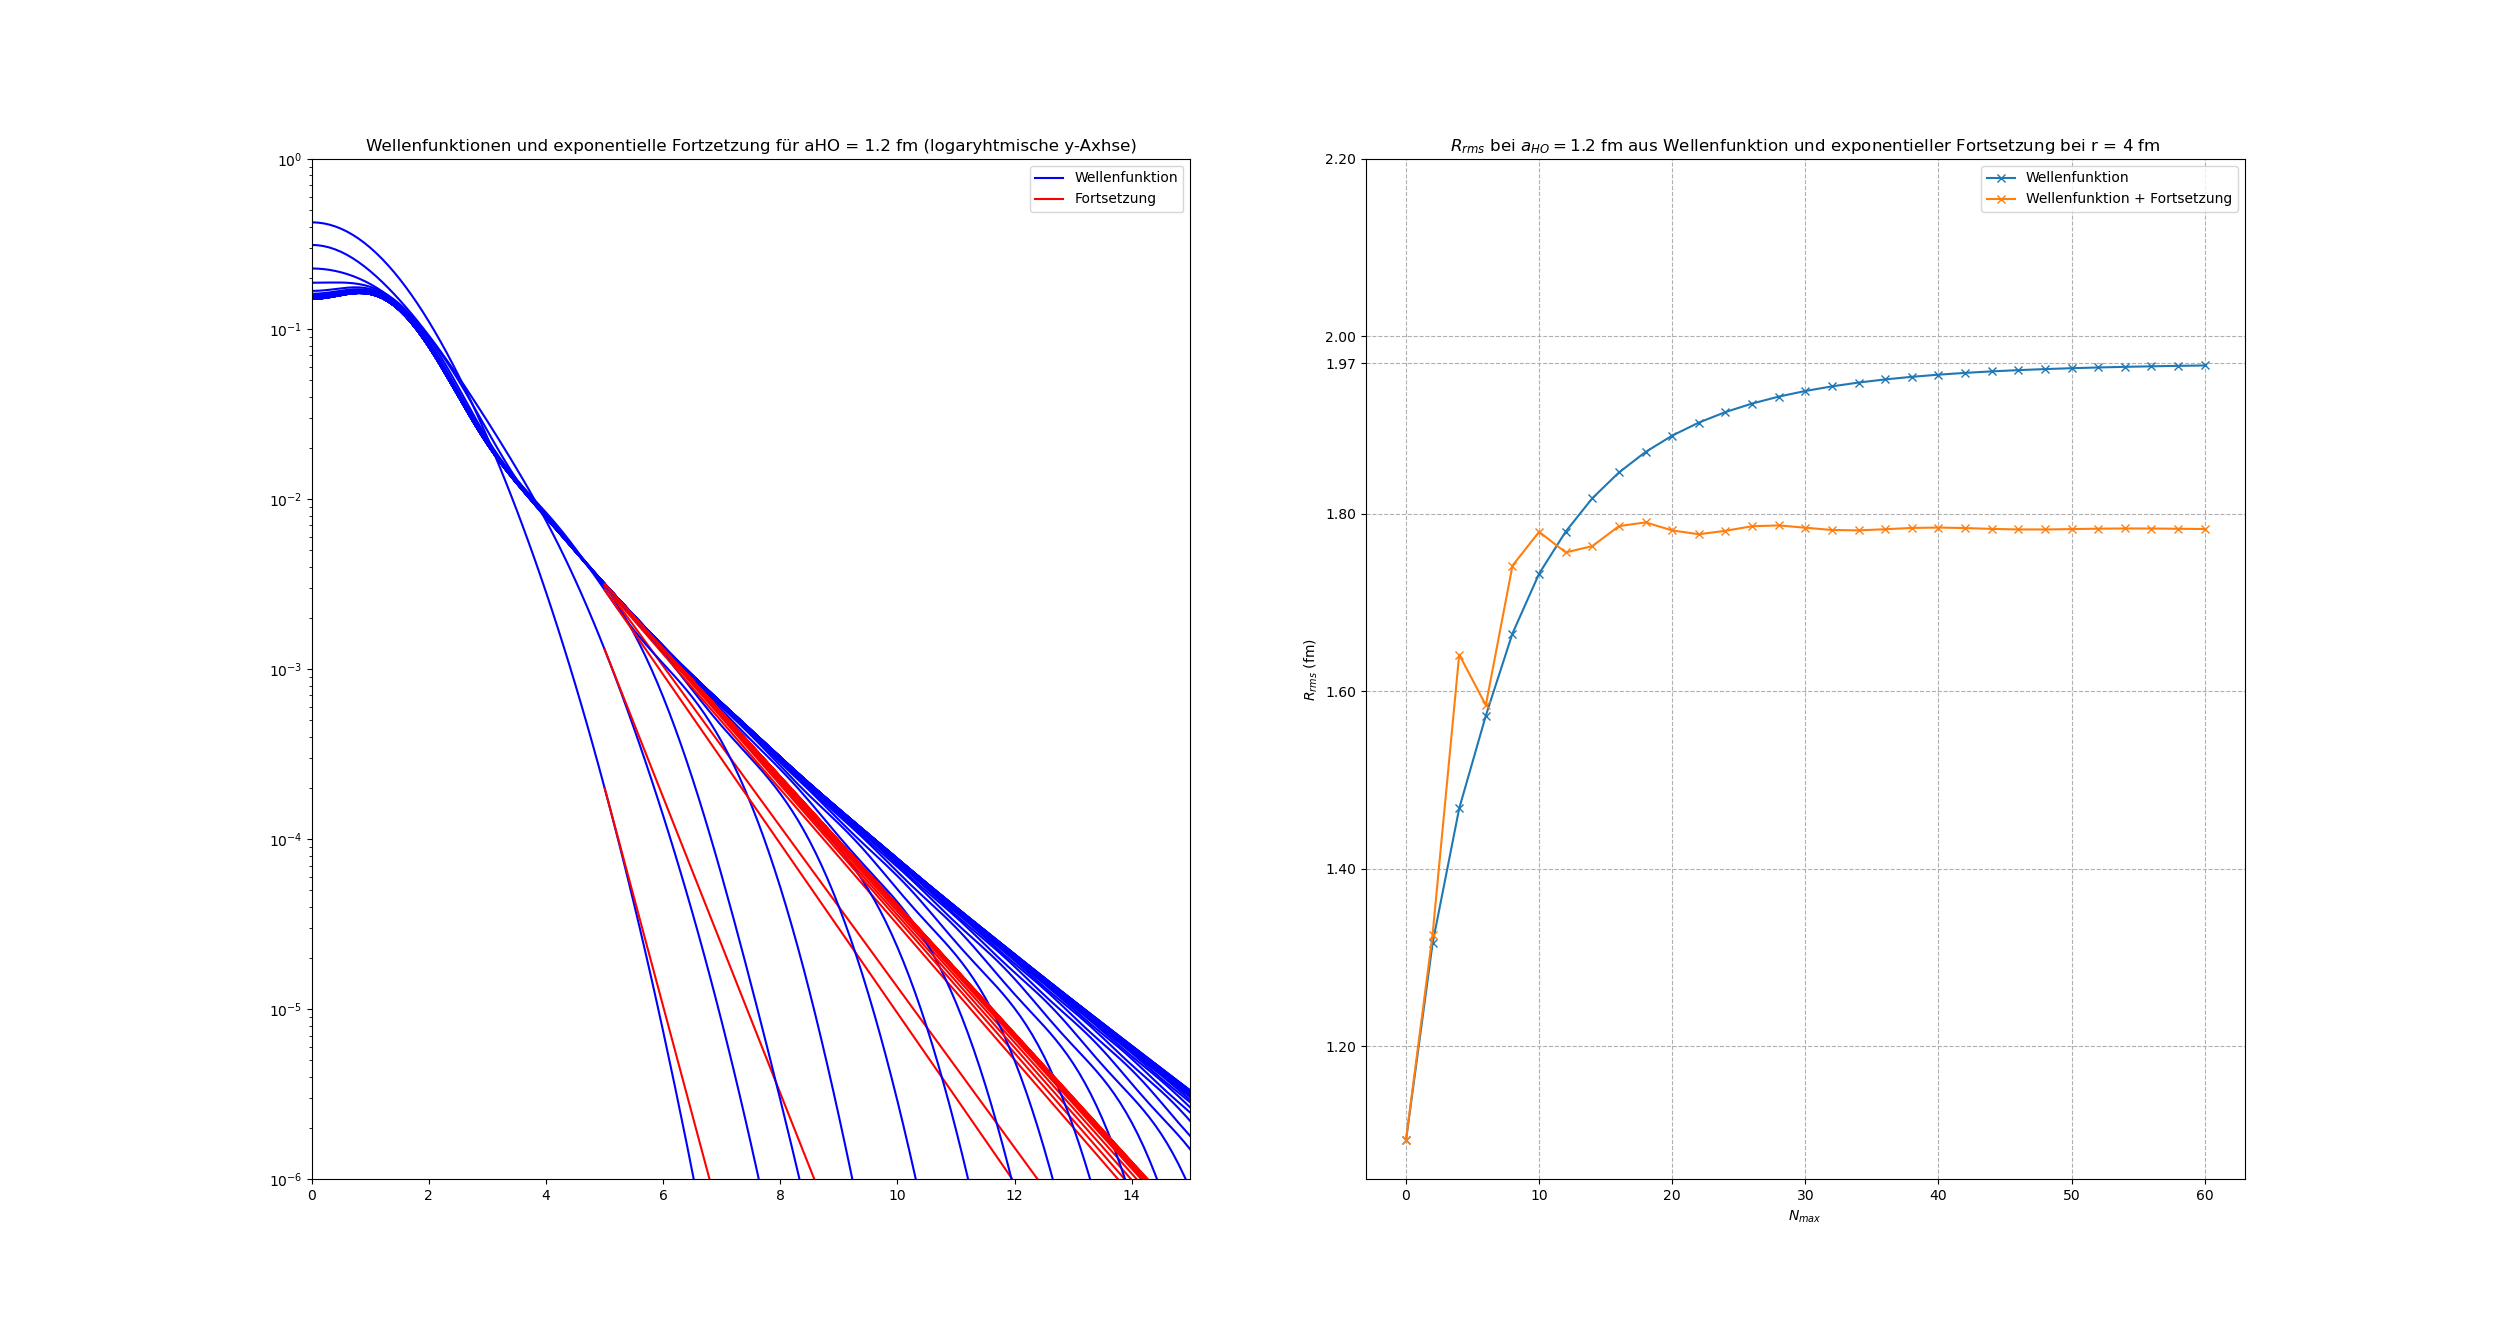 Wellenfunktionen und exponentielle Fortzetzung für aHO = 1.2 fm (logaryhtmische y-Axhse)
Wellenfunktion
Fortsetzung
10⁰
10⁻¹
10⁻²
10⁻³
10⁻⁴
10⁻⁵
10⁻⁶
0 2 4 6 8 10 12 14
R_rms bei a_HO = 1.2 fm aus Wellenfunktion und exponentieller Fortsetzung bei r = 4 fm
Wellenfunktion
Wellenfunktion + Fortsetzung
2.20
2.00
1.97
1.80
1.60
1.40
1.20
R_rms (fm)
0 10 20 30 40 50 60
N_max